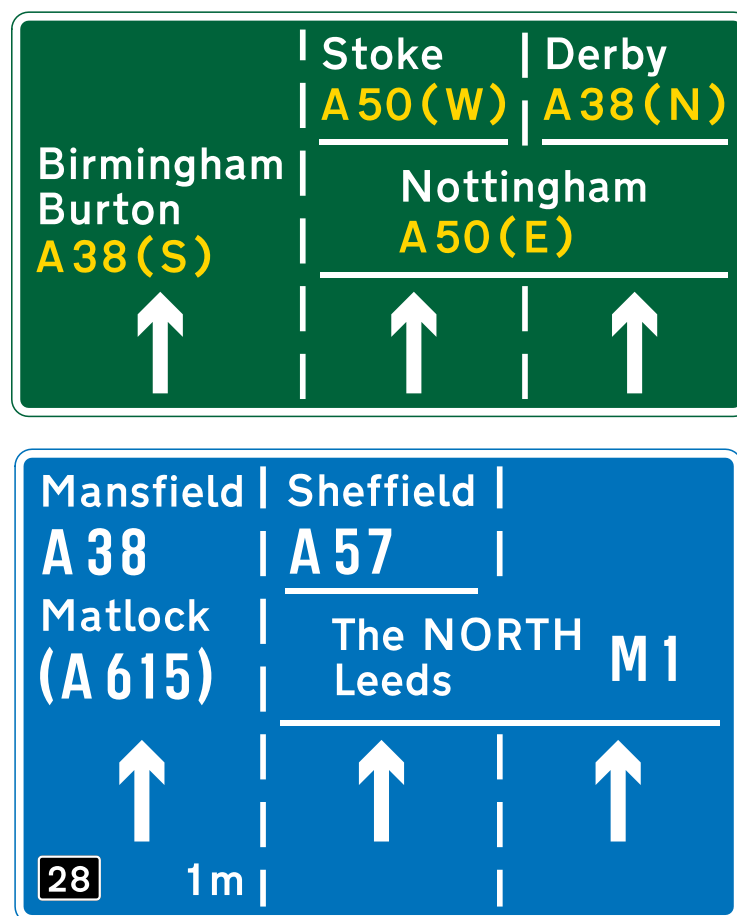 Birmingham
Burton
A38(S)
Stoke
A50(W)
Derby
A38(N)
Nottingham
A50(E)
Mansfield
A38
Matlock
(A615)
Sheffield
A57
The NORTH
Leeds
M1
28
1m